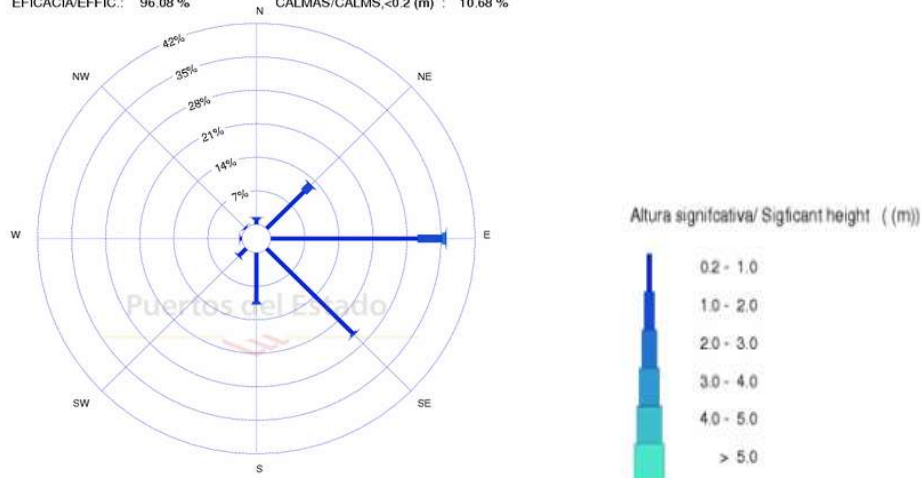 EFICACIA/EFFIC.: 96.08 % CALMAS/CALMS,<0.2 (m) : 10.68 %
N
42%
35%
28%
21%
14%
7%
NW
NE
W
E
Puertos del Estado
SW
SE
S
Altura signifcativa/ Sigficant height ( (m))
0.2 - 1.0
1.0 - 2.0
2.0 - 3.0
3.0 - 4.0
4.0 - 5.0
> 5.0